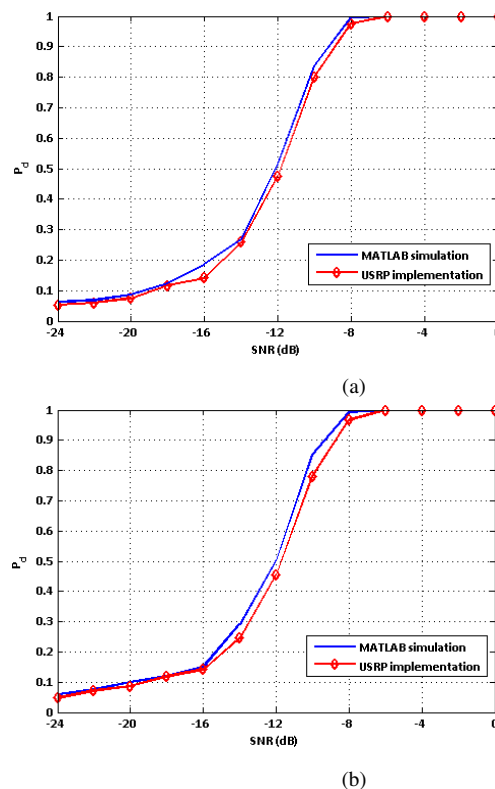 1
0.9
0.8
0.7
0.6
0.5
0.4
0.3
0.2
0.1
0
P_d
MATLAB simulation
USRP implementation
-24 -20 -16 -12 -8 -4 0
SNR (dB)
(a)
1
0.9
0.8
0.7
0.6
0.5
0.4
0.3
0.2
0.1
0
P_d
MATLAB simulation
USRP implementation
-24 -20 -16 -12 -8 -4 0
SNR (dB)
(b)